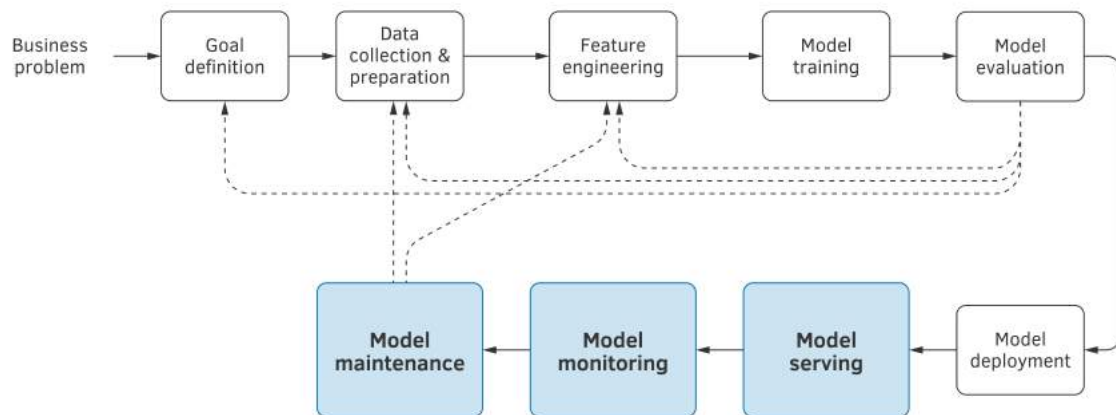 Business
problem
Goal
definition
Data
collection &
preparation
Feature
engineering
Model
training
Model
evaluation
Model
maintenance
Model
monitoring
Model
serving
Model
deployment